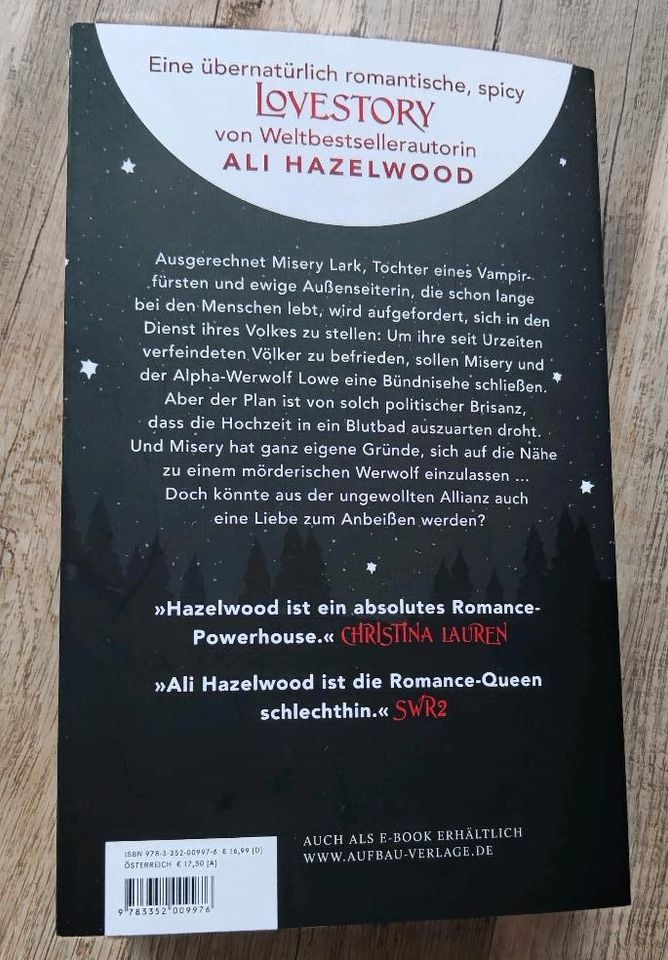 Eine übernatürlich romantische, spicy
LOVESTORY
von Weltbestsellerautorin
ALI HAZELWOOD
Ausgerechnet Misery Lark, Tochter eines Vampir-
fürsten und ewige Außenseiterin, die schon lange
bei den Menschen lebt, wird aufgefordert, sich in den
Dienst ihres Volkes zu stellen: Um ihre seit Urzeiten
verfeindeten Völker zu befrieden, sollen Misery und
der Alpha-Werwolf Lowe eine Bündnisehe schließen.
Aber der Plan ist von solch politischer Brisanz,
dass die Hochzeit in ein Blutbad auszuarten droht.
Und Misery hat ganz eigene Gründe, sich auf die Nähe
zu einem mörderischen Werwolf einzulassen ...
Doch könnte aus der ungewollten Allianz auch
eine Liebe zum Anbeißen werden?
»Hazelwood ist ein absolutes Romance-
Powerhouse.« CHRISTINA LAUREN
»Ali Hazelwood ist die Romance-Queen
schlechthin.« SWR2
AUCH ALS E-BOOK ERHÄLTLICH
WWW.AUFBAU-VERLAGE.DE
ISBN 978-3-352-00997-6 € 16,99 [D]
ÖSTERREICH € 17,50 [A]
9 783352 009976